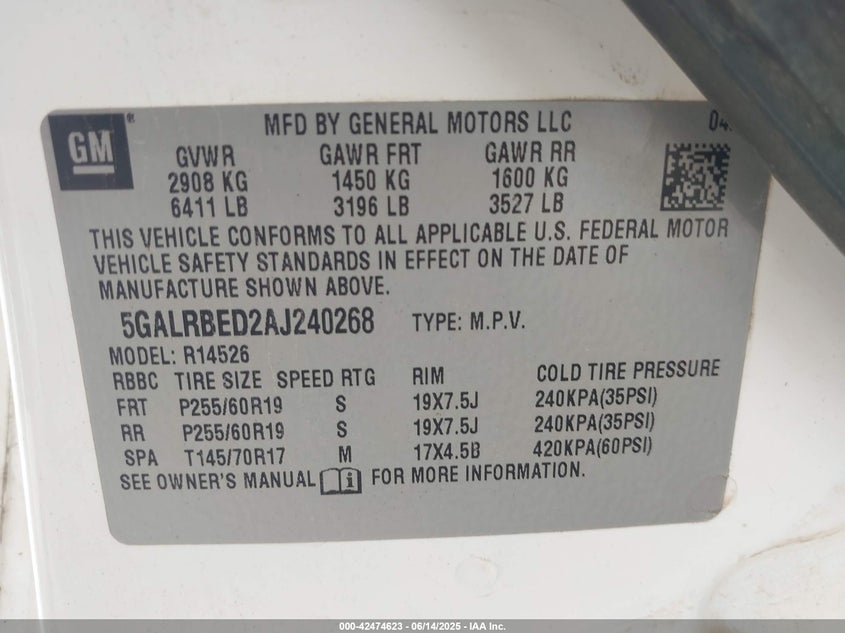 GM ®
MFD BY GENERAL MOTORS LLC
GVWR GAWR FRT GAWR RR
2908 KG 1450 KG 1600 KG
6411 LB 3196 LB 3527 LB
THIS VEHICLE CONFORMS TO ALL APPLICABLE U.S. FEDERAL MOTOR
VEHICLE SAFETY STANDARDS IN EFFECT ON THE DATE OF
MANUFACTURE SHOWN ABOVE.
5GALRBED2AJ240268 TYPE: M.P.V.
MODEL: R14526
RBBC TIRE SIZE SPEED RTG RIM COLD TIRE PRESSURE
FRT P255/60R19 S 19X7.5J 240KPA(35PSI)
RR P255/60R19 S 19X7.5J 240KPA(35PSI)
SPA T145/70R17 M 17X4.5B 420KPA(60PSI)
SEE OWNER'S MANUAL FOR MORE INFORMATION.
000-42474623 - 06/14/2025 - IAA Inc.